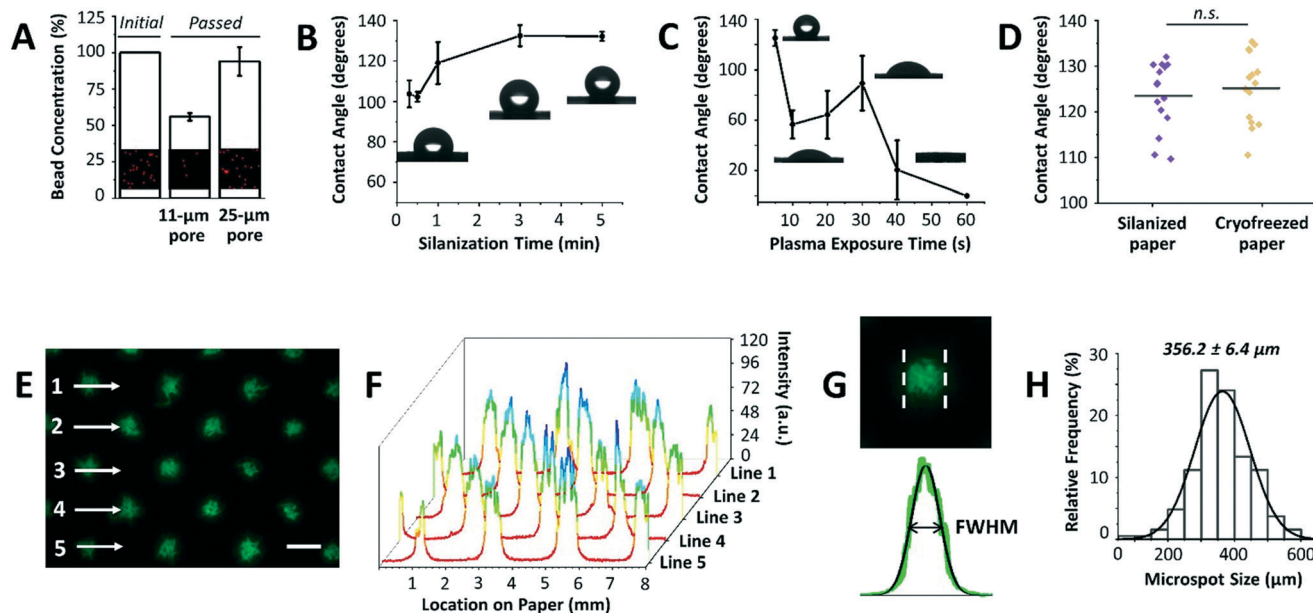 A
Initial
Passed
Bead Concentration (%)
125
100
75
50
25
0
11-μm pore
25-μm pore
B
Contact Angle (degrees)
140
120
100
80
60
0
1
2
3
4
5
Silanization Time (min)
C
Contact Angle (degrees)
140
100
60
20
10
20
30
40
50
60
Plasma Exposure Time (s)
D
n.s.
Contact Angle (degrees)
140
130
120
110
100
Silanized paper
Cryofreezed paper
E
1
2
3
4
5
F
Intensity (a.u.)
120
96
72
48
24
0
Line 1
Line 2
Line 3
Line 4
Line 5
1
2
3
4
5
6
7
8
Location on Paper (mm)
G
FWHM
H
356.2 ± 6.4 μm
Relative Frequency (%)
30
20
10
0
0
200
400
600
Microspot Size (μm)